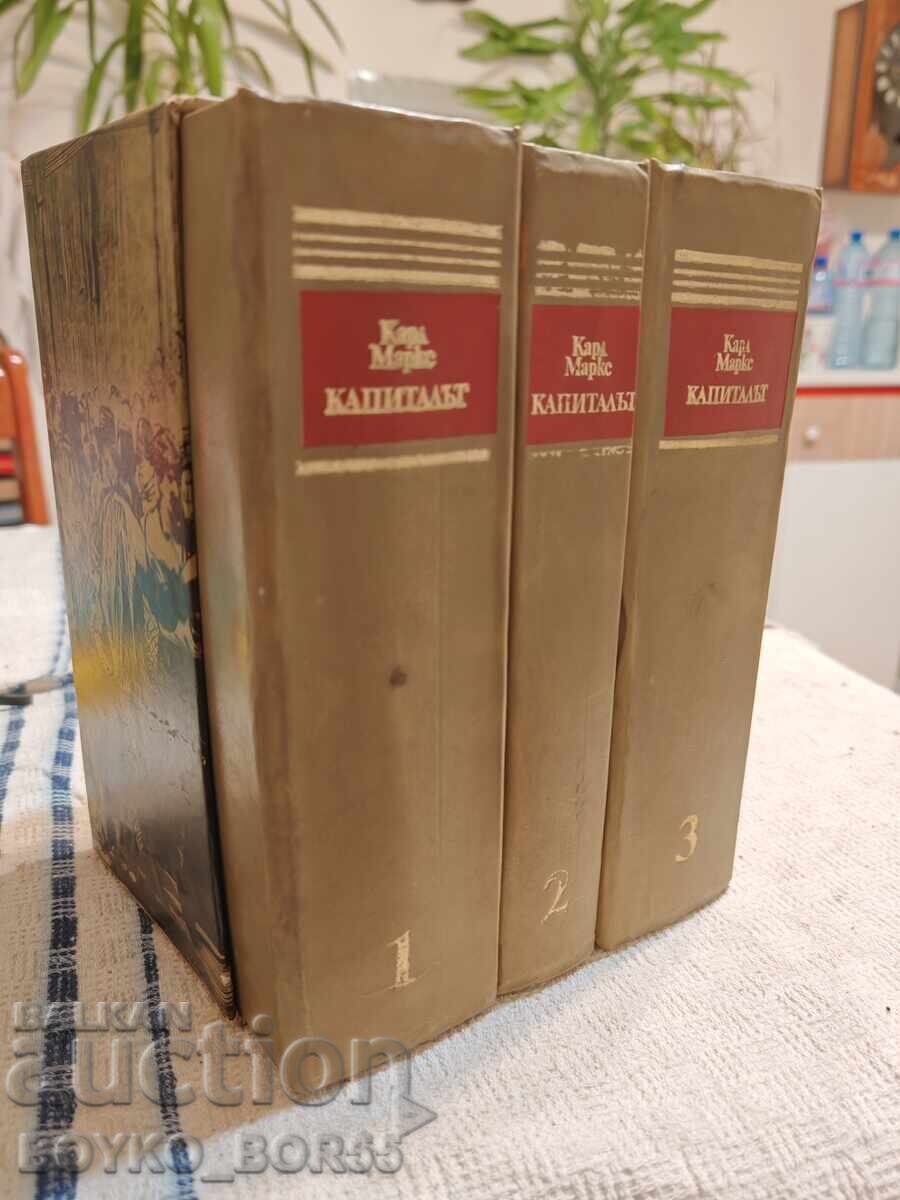 Карл
Маркс
КАПИТАЛЪТ
1
Карл
Маркс
КАПИТАЛЪТ
2
Карл
Маркс
КАПИТАЛЪТ
3
BALKAN
auction
BOYKO_BOR55